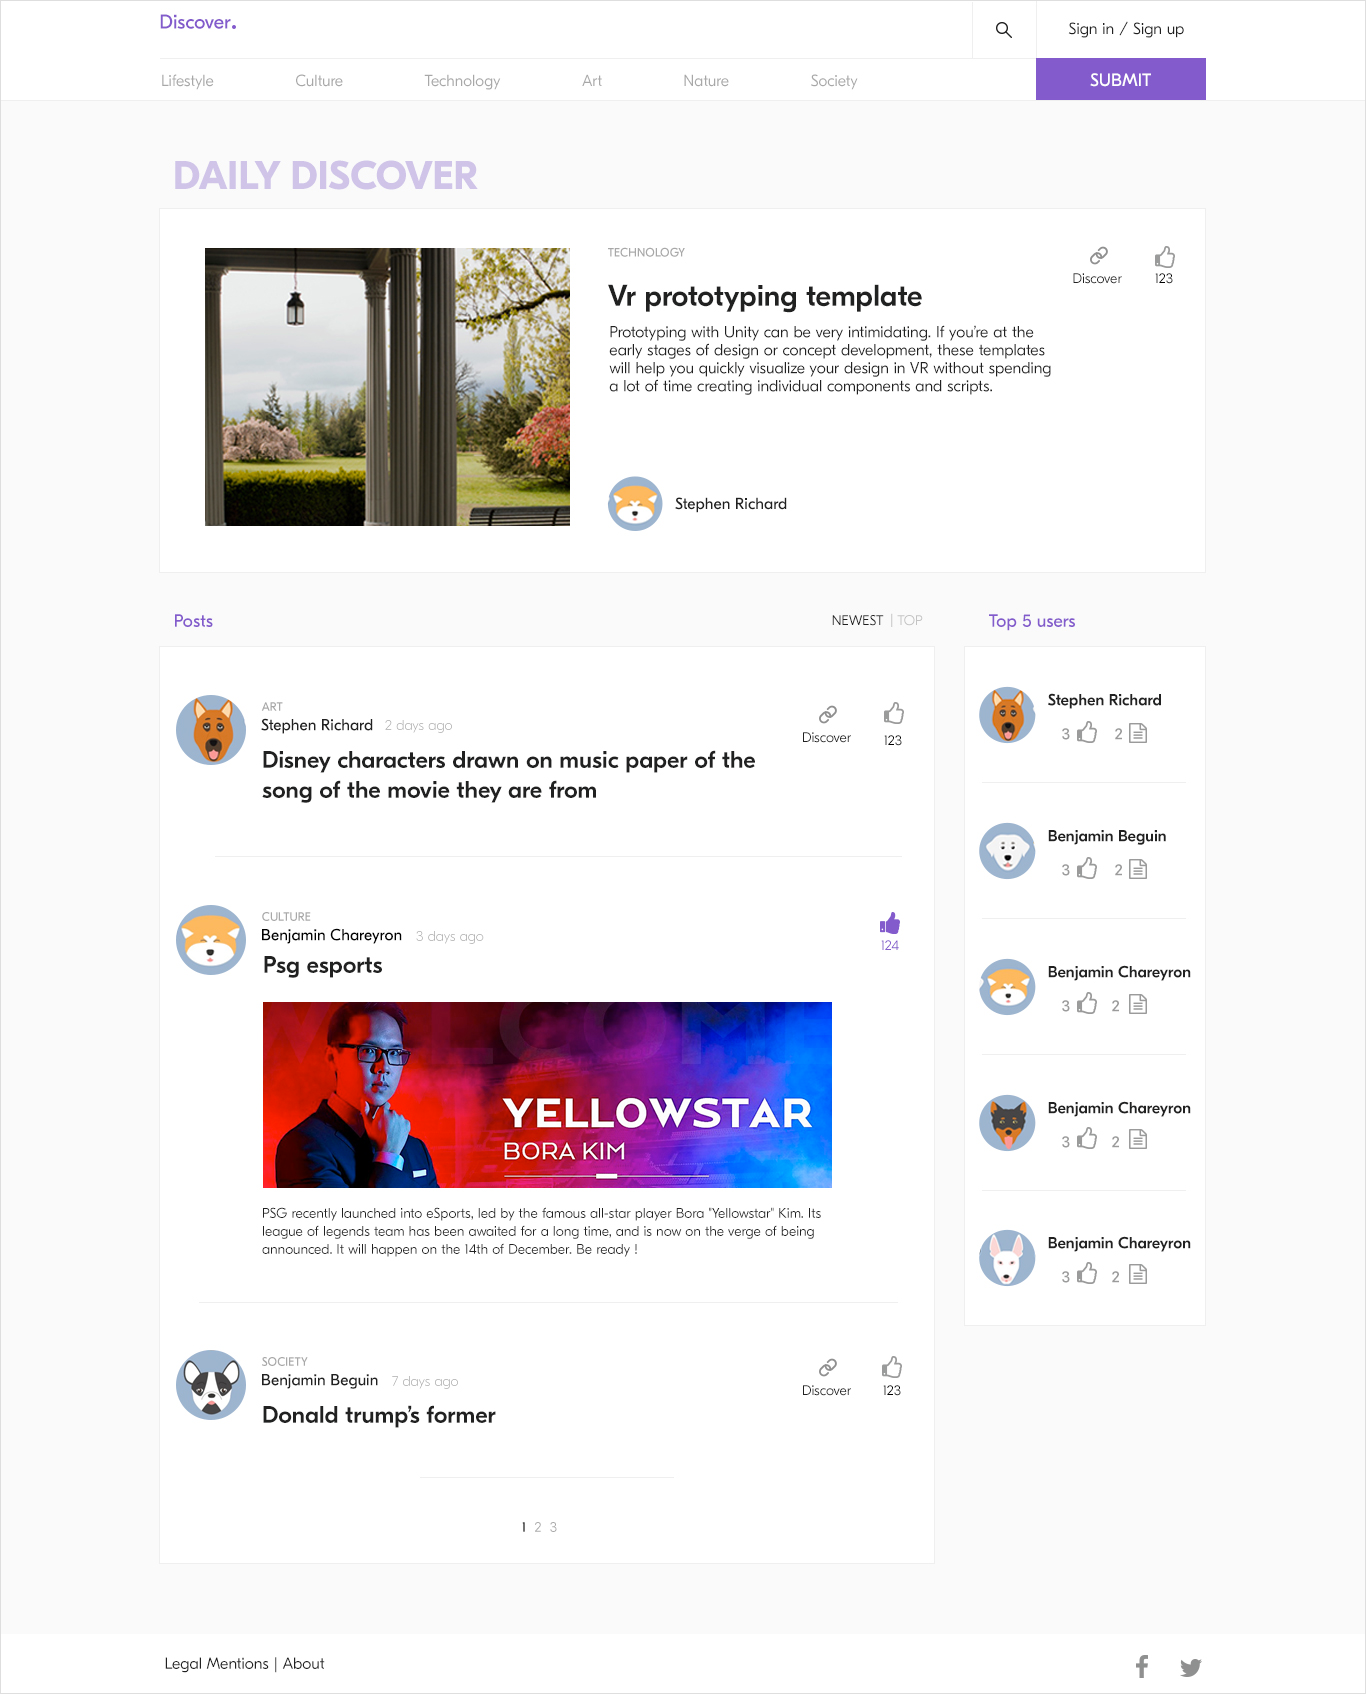 Discover.
Sign in / Sign up
Lifestyle
Culture
Technology
Art
Nature
Society
SUBMIT
DAILY DISCOVER
TECHNOLOGY
Vr prototyping template
Prototyping with Unity can be very intimidating. If you're at the
early stages of design or concept development, these templates
will help you quickly visualize your design in VR without spending
a lot of time creating individual components and scripts.
Discover
123
Stephen Richard
Posts
NEWEST | TOP
ART
Stephen Richard 2 days ago
Disney characters drawn on music paper of the
song of the movie they are from
Discover
123
CULTURE
Benjamin Chareyron 3 days ago
Psg esports
124
WELCOME
PARIS
YELLOWSTAR
BORA KIM
PSG recently launched into eSports, led by the famous all-star player Bora "Yellowstar" Kim. Its
league of legends team has been awaited for a long time, and is now on the verge of being
announced. It will happen on the 14th of December. Be ready !
SOCIETY
Benjamin Beguin 7 days ago
Donald trump's former
Discover
123
1 2 3
Top 5 users
Stephen Richard
3 2
Benjamin Beguin
3 2
Benjamin Chareyron
3 2
Benjamin Chareyron
3 2
Benjamin Chareyron
3 2
Legal Mentions | About